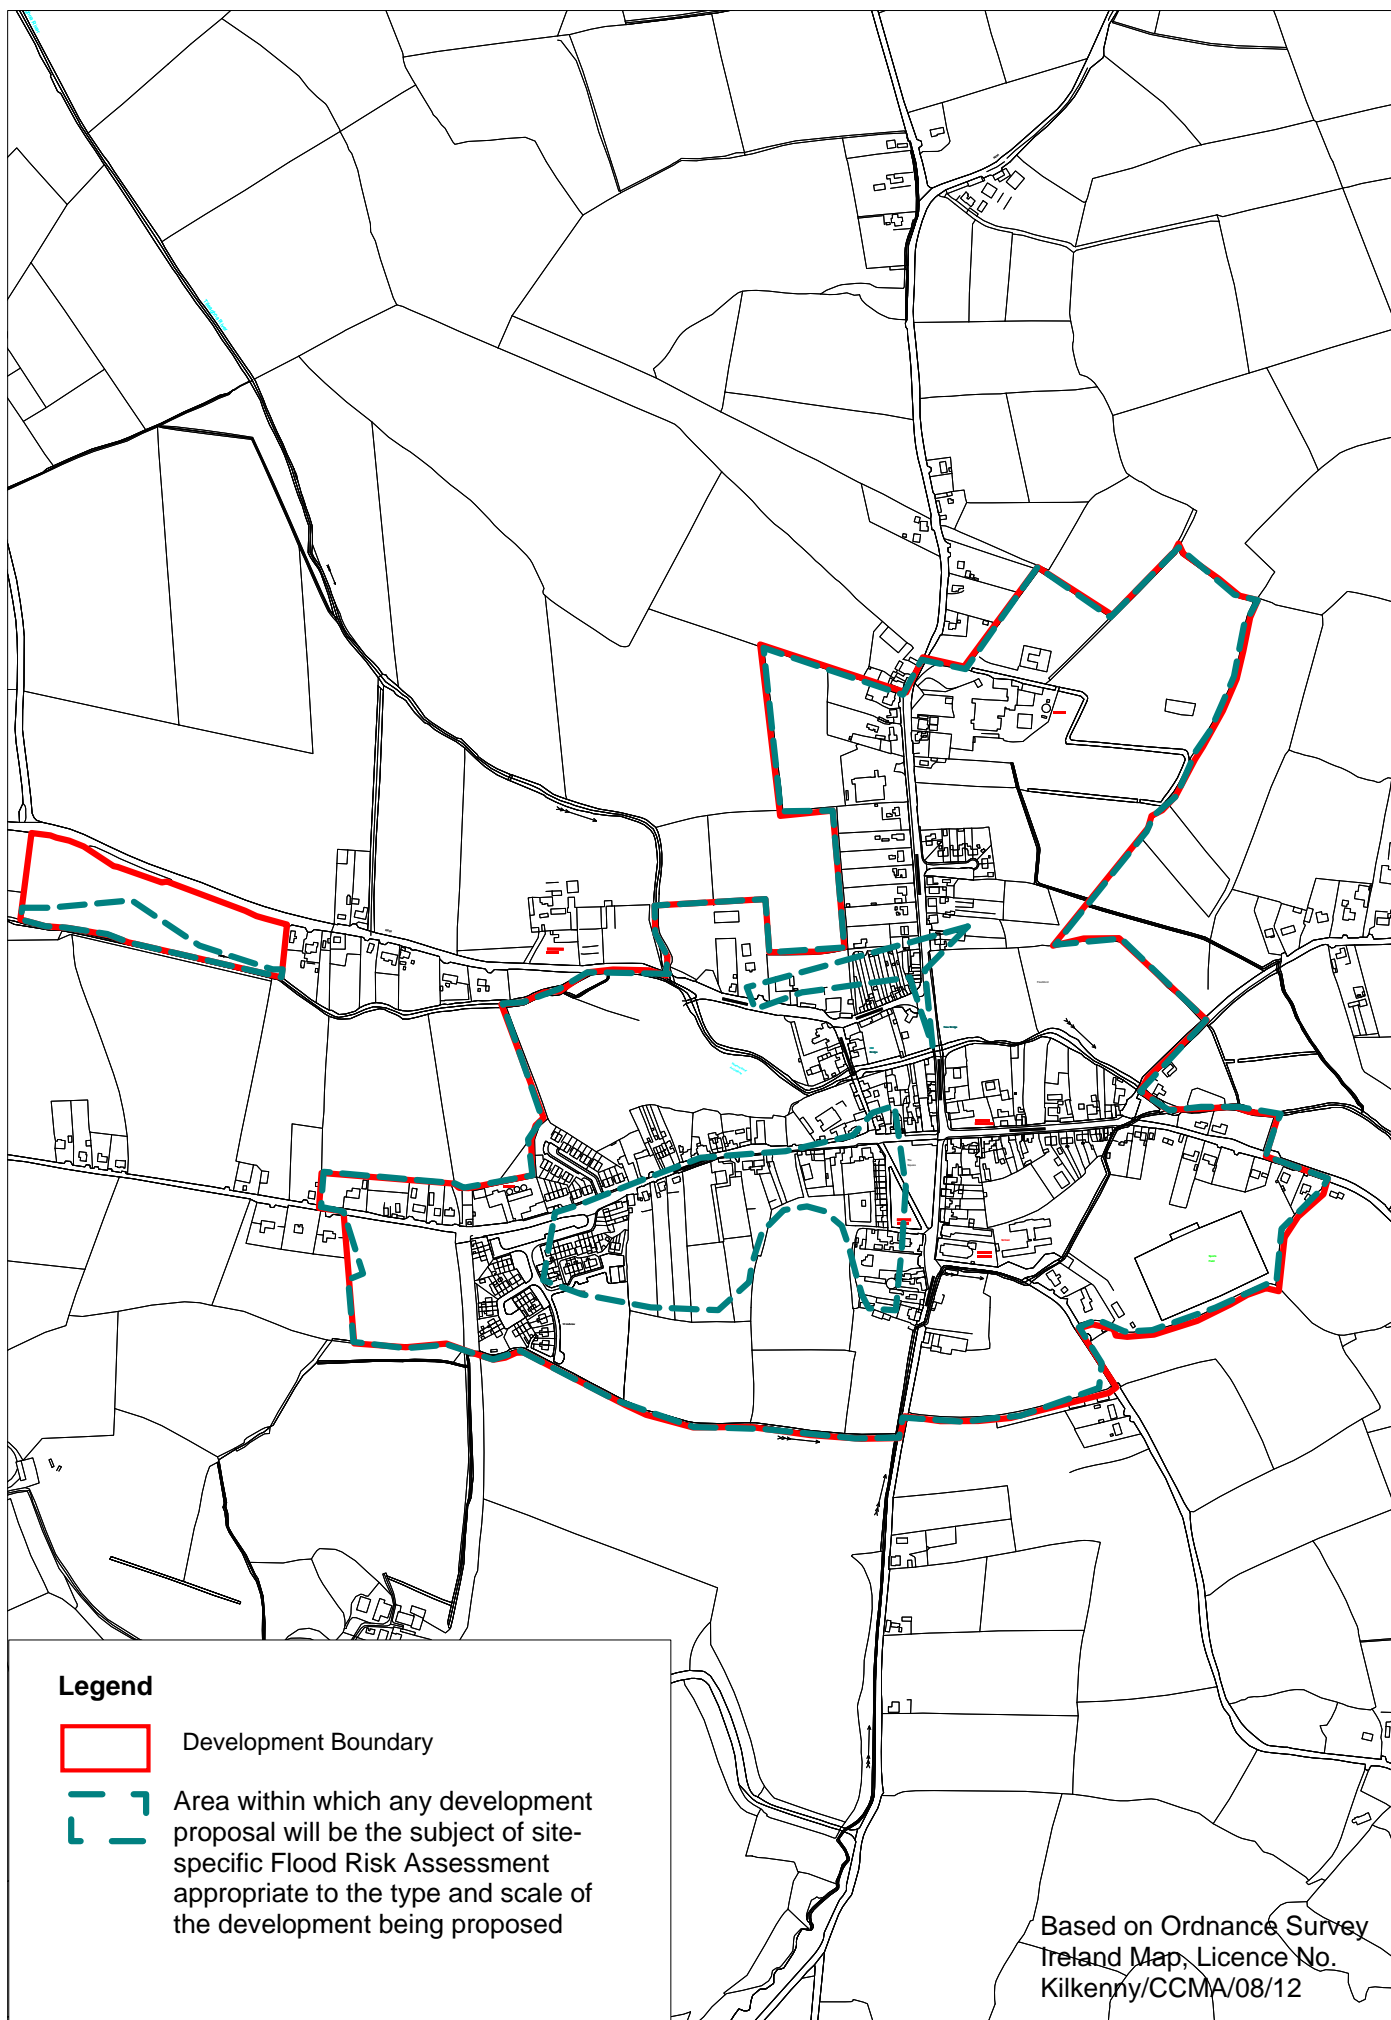 Legend
Development Boundary
Area within which any development
proposal will be the subject of site-
specific Flood Risk Assessment
appropriate to the type and scale of
the development being proposed
Based on Ordnance Survey
Ireland Map, Licence No.
Kilkenny/CCMA/08/12